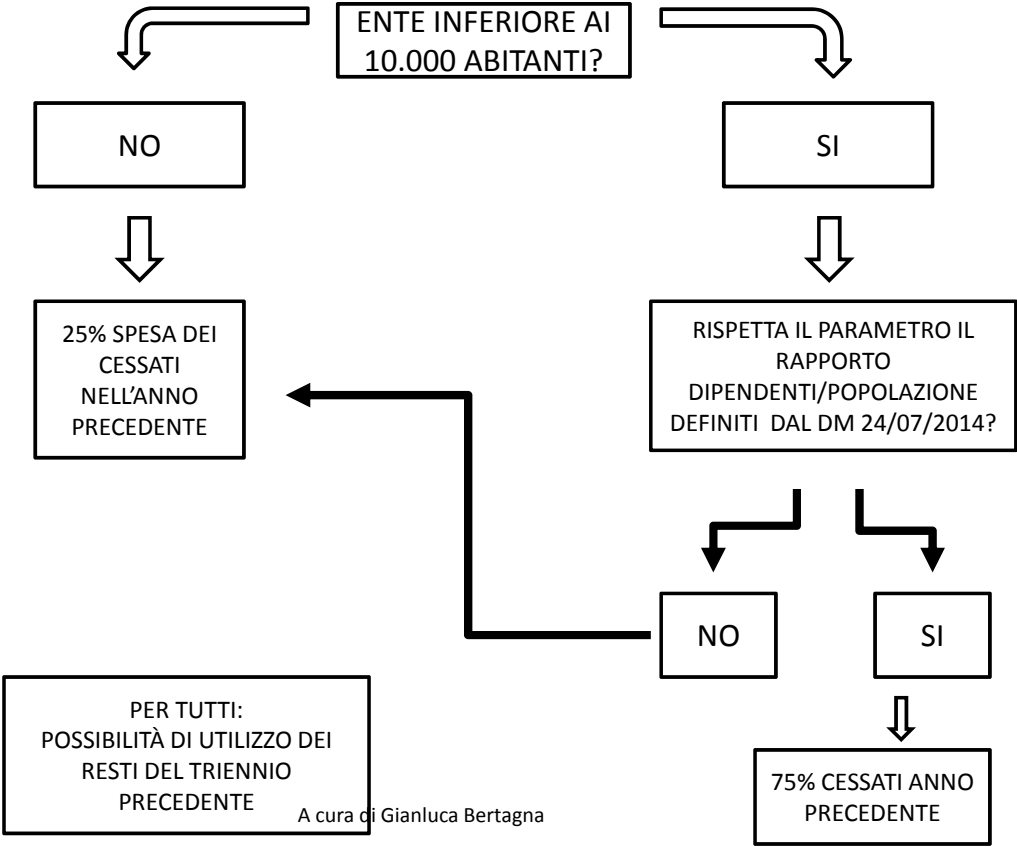 ENTE INFERIORE AI
10.000 ABITANTI?
NO
SI
25% SPESA DEI
CESSATI
NELL'ANNO
PRECEDENTE
RISPETTA IL PARAMETRO IL
RAPPORTO
DIPENDENTI/POPOLAZIONE
DEFINITI DAL DM 24/07/2014?
NO
SI
PER TUTTI:
POSSIBILITÀ DI UTILIZZO DEI
RESTI DEL TRIENNIO
PRECEDENTE
75% CESSATI ANNO
PRECEDENTE
A cura di Gianluca Bertagna